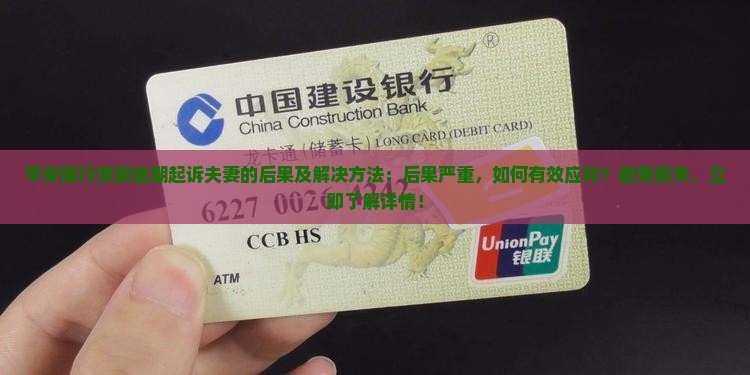 ®
中国建设银行
China Construction Bank
龙卡通(储蓄卡) LONG CARD (DEBIT CARD)
平安银行贷款逾期起诉夫妻的后果及解决方法：后果严重，如何有效应对？避免损失，立
即了解详情！
6227 0026
CCB HS
ATM
UnionPay
银联